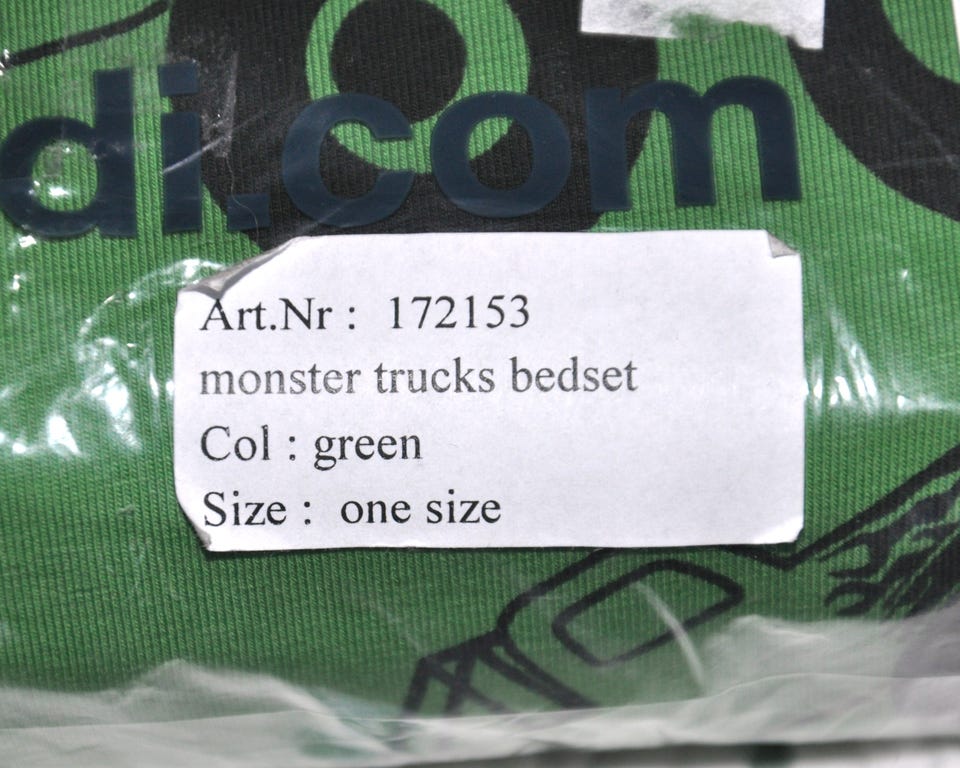 di.com
Art.Nr : 172153
monster trucks bedset
Col : green
Size : one size